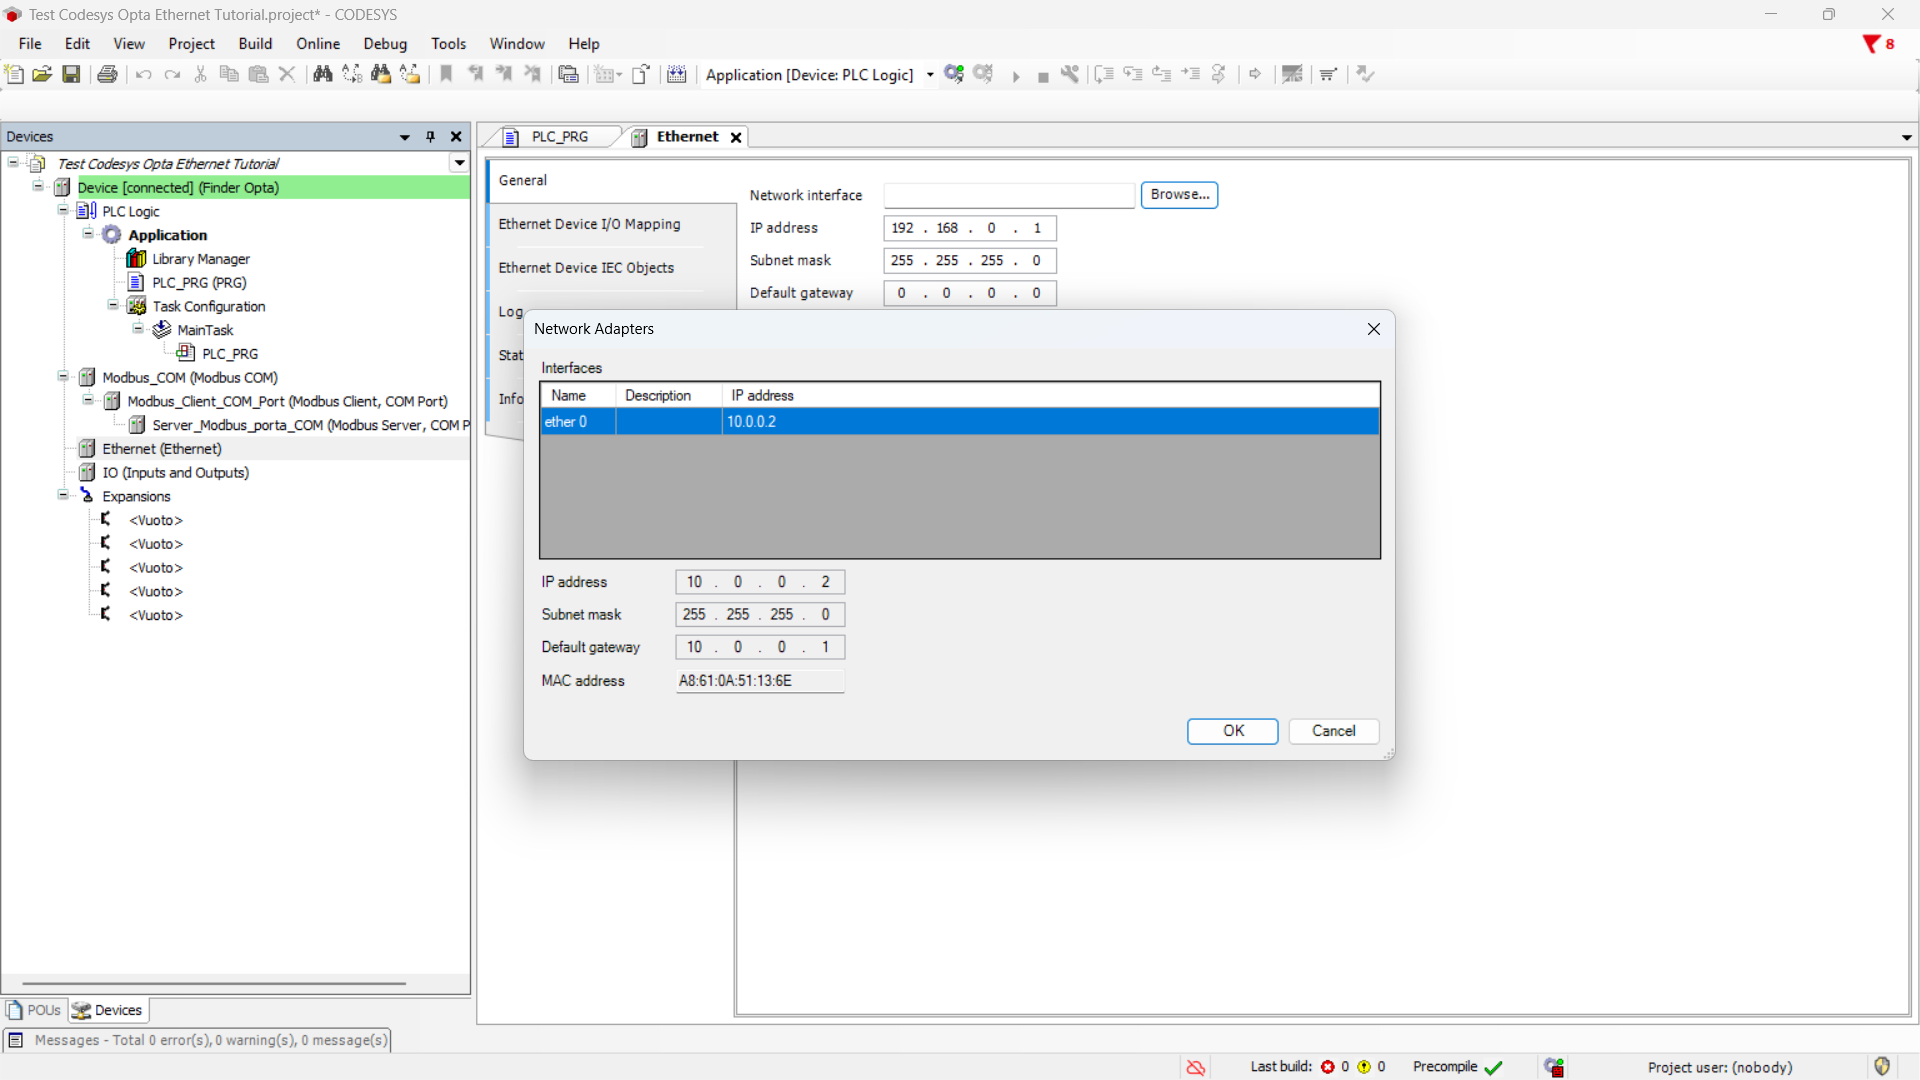 Test Codesys Opta Ethernet Tutorial.project* - CODESYS
File Edit View Project Build Online Debug Tools Window Help
8
Application [Device: PLC Logic]
Devices
Test Codesys Opta Ethernet Tutorial
Device [connected] (Finder Opta)
PLC Logic
Application
Library Manager
PLC_PRG (PRG)
Task Configuration
MainTask
PLC_PRG
Modbus_COM (Modbus COM)
Modbus_Client_COM_Port (Modbus Client, COM Port)
Server_Modbus_porta_COM (Modbus Server, COM P
Ethernet (Ethernet)
IO (Inputs and Outputs)
Expansions
<Vuoto>
<Vuoto>
<Vuoto>
<Vuoto>
<Vuoto>
POUs Devices
PLC_PRG Ethernet
General
Ethernet Device I/O Mapping
Ethernet Device IEC Objects
Log
Stat
Info
Network interface Browse...
IP address 192 . 168 . 0 . 1
Subnet mask 255 . 255 . 255 . 0
Default gateway 0 . 0 . 0 . 0
Network Adapters
Interfaces
Name Description IP address
ether 0 10.0.0.2
IP address 10 . 0 . 0 . 2
Subnet mask 255 . 255 . 255 . 0
Default gateway 10 . 0 . 0 . 1
MAC address A8:61:0A:51:13:6E
OK Cancel
Messages - Total 0 error(s), 0 warning(s), 0 message(s)
Last build: 0 0 Precompile Project user: (nobody)